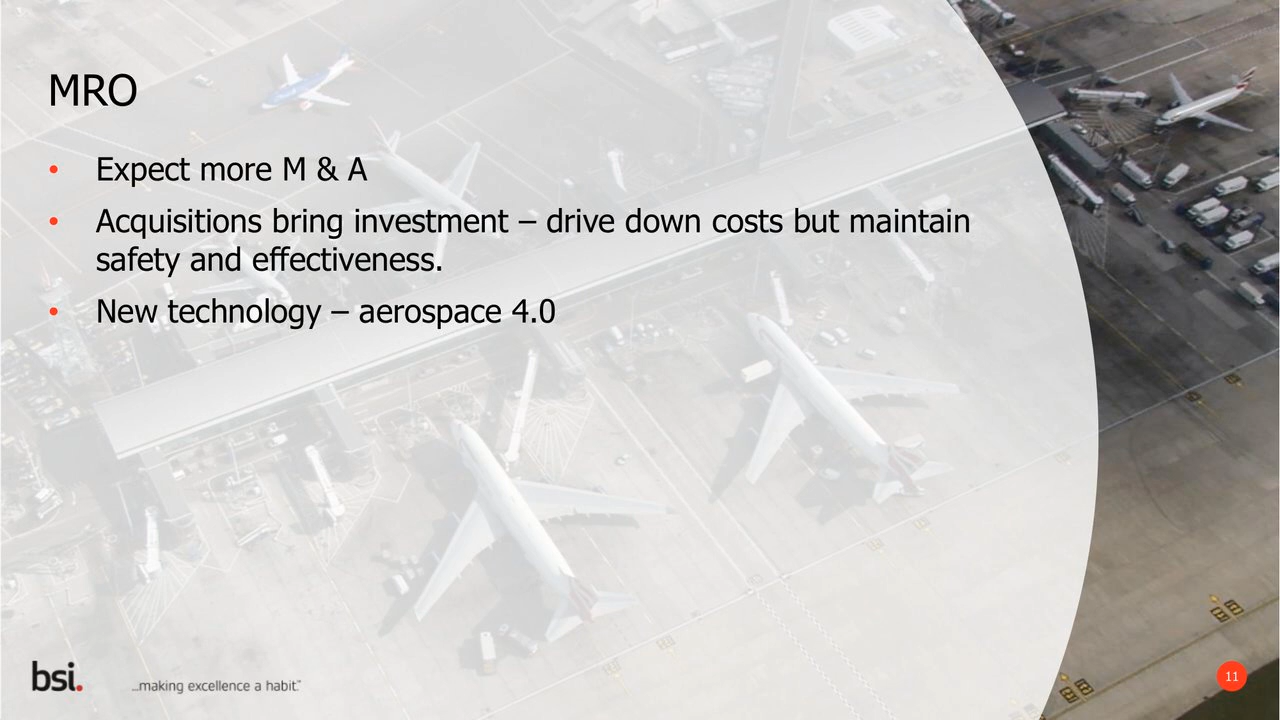 MRO
• Expect more M & A
• Acquisitions bring investment – drive down costs but maintain
safety and effectiveness.
• New technology – aerospace 4.0
bsi.
...making excellence a habit.™
11